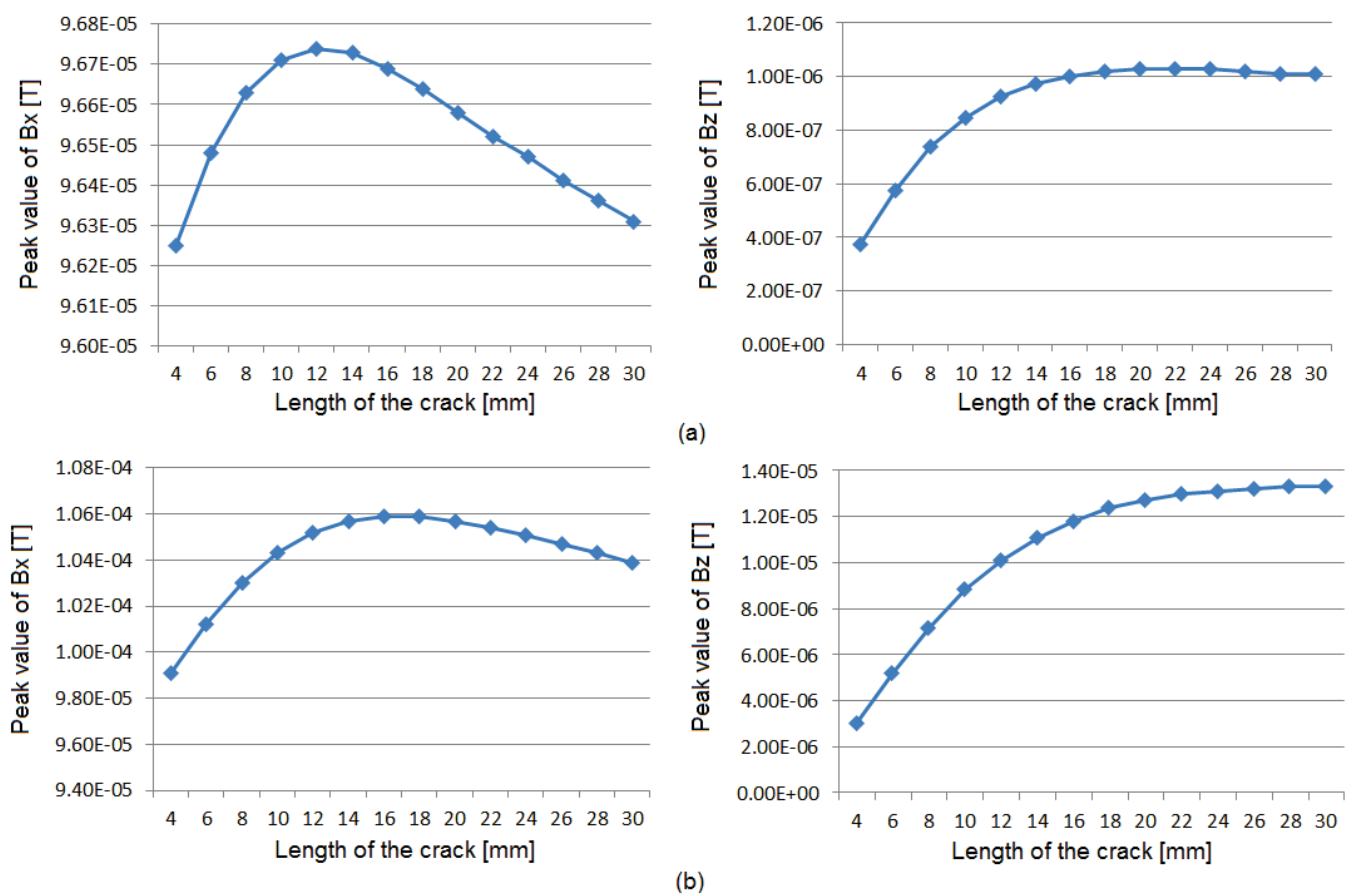 Peak value of Bx [T]
9.68E-05
9.67E-05
9.66E-05
9.65E-05
9.64E-05
9.63E-05
9.62E-05
9.61E-05
9.60E-05
4 6 8 10 12 14 16 18 20 22 24 26 28 30
Length of the crack [mm]
Peak value of Bz [T]
1.20E-06
1.00E-06
8.00E-07
6.00E-07
4.00E-07
2.00E-07
0.00E+00
4 6 8 10 12 14 16 18 20 22 24 26 28 30
Length of the crack [mm]
(a)
Peak value of Bx [T]
1.08E-04
1.06E-04
1.04E-04
1.02E-04
1.00E-04
9.80E-05
9.60E-05
9.40E-05
4 6 8 10 12 14 16 18 20 22 24 26 28 30
Length of the crack [mm]
Peak value of Bz [T]
1.40E-05
1.20E-05
1.00E-05
8.00E-06
6.00E-06
4.00E-06
2.00E-06
0.00E+00
4 6 8 10 12 14 16 18 20 22 24 26 28 30
Length of the crack [mm]
(b)